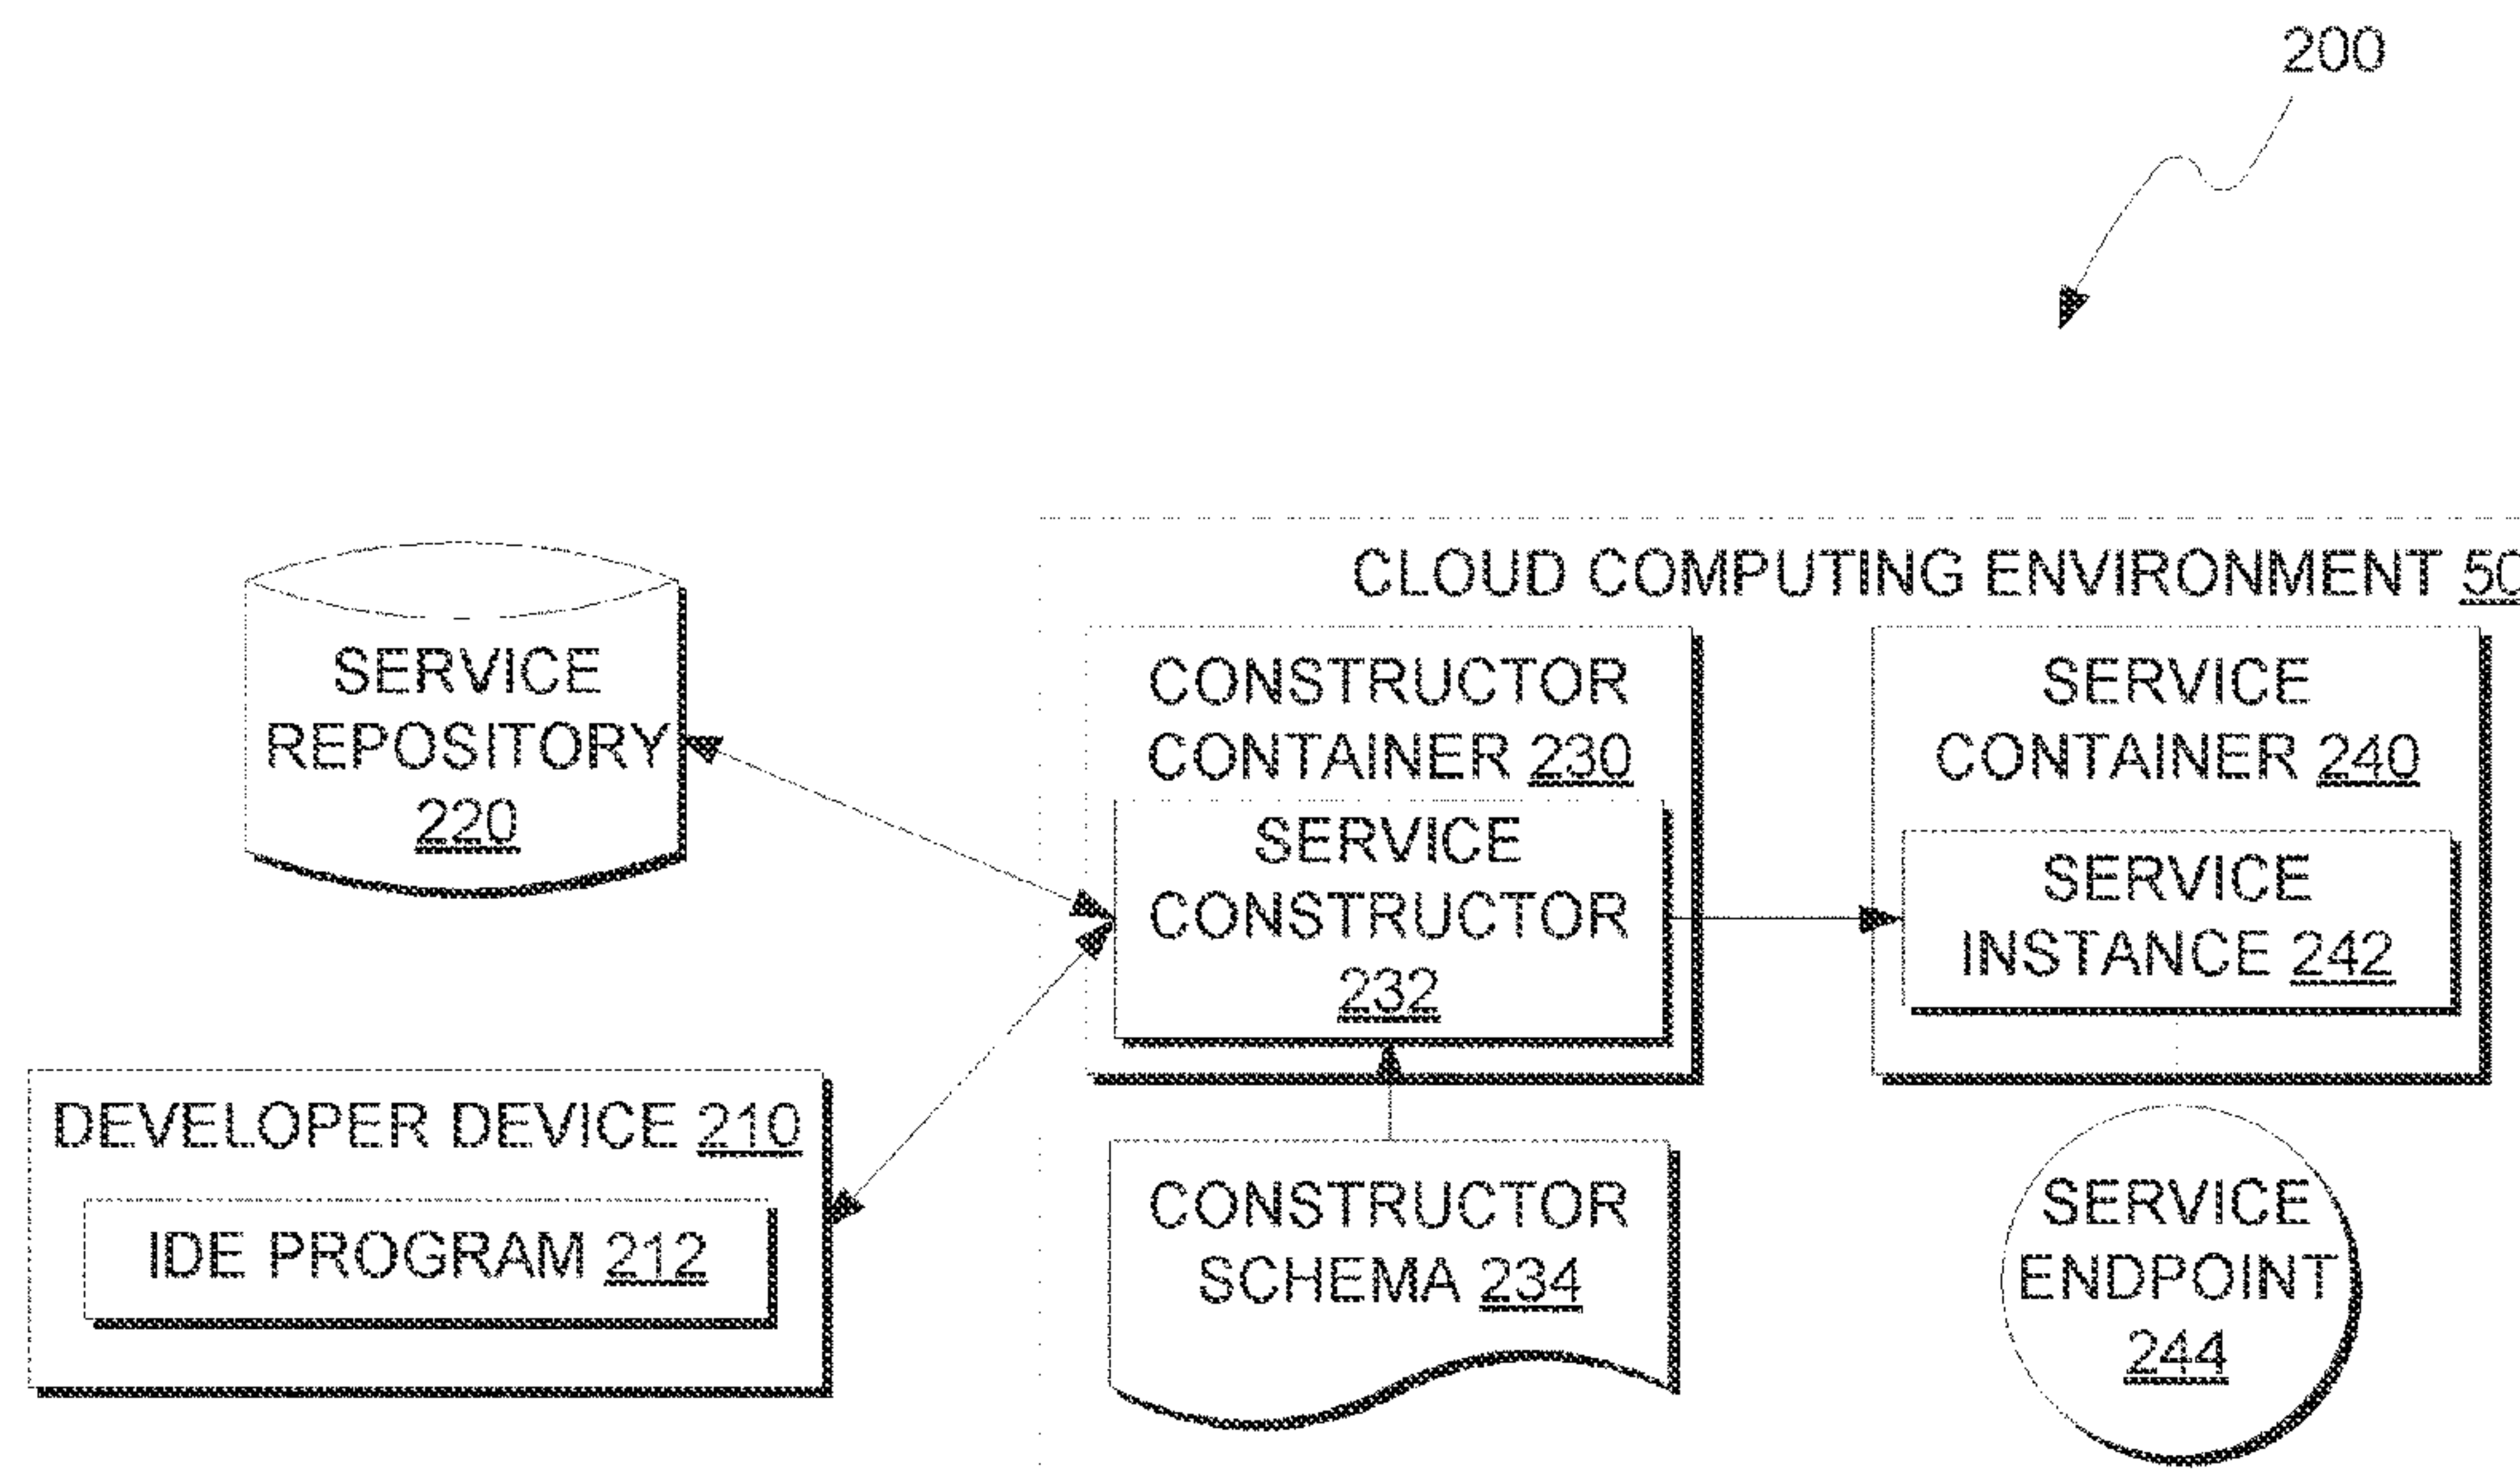 200
CLOUD COMPUTING ENVIRONMENT 50
SERVICE
REPOSITORY
220
CONSTRUCTOR
CONTAINER 230
SERVICE
CONSTRUCTOR
232
SERVICE
CONTAINER 240
SERVICE
INSTANCE 242
DEVELOPER DEVICE 210
IDE PROGRAM 212
CONSTRUCTOR
SCHEMA 234
SERVICE
ENDPOINT
244